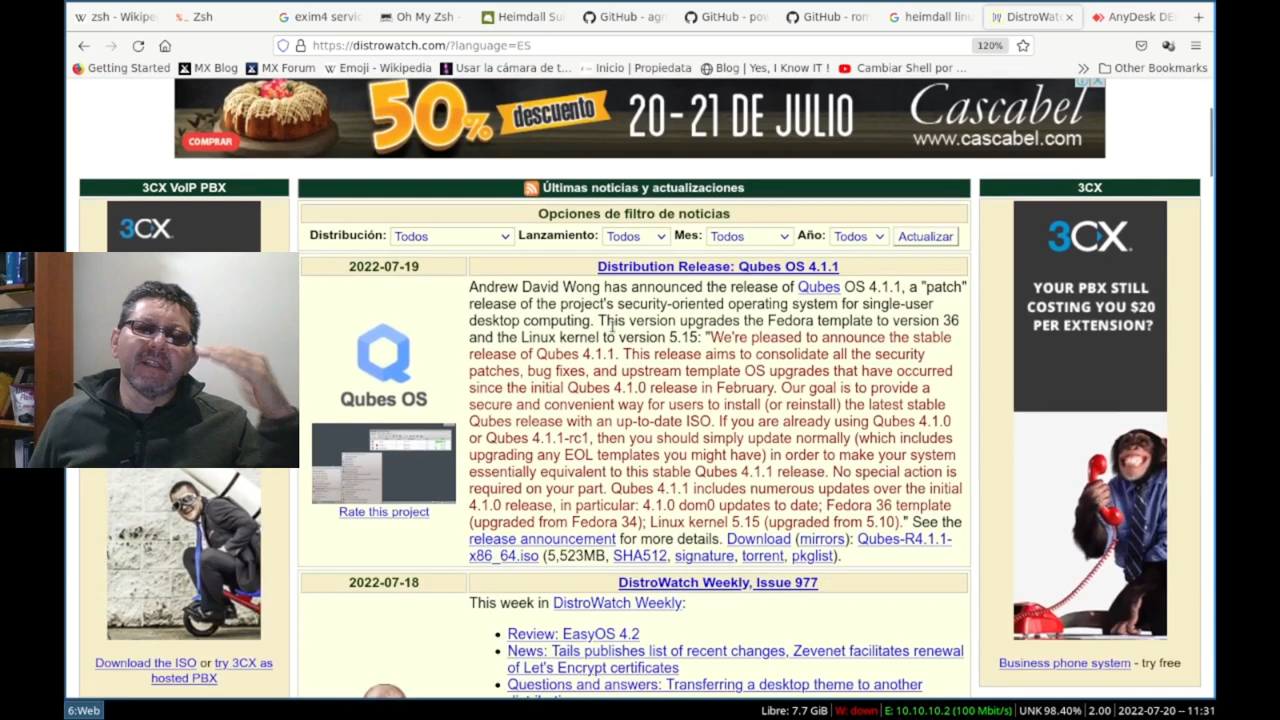 zsh - Wikipe
Zsh
exim4 servic
Oh My Zsh -
Heimdall Sui
GitHub - agn
GitHub - pow
GitHub - rom
heimdall linu
DistroWatc
AnyDesk DE
https://distrowatch.com/?language=ES
120%
Getting Started
MX Blog
MX Forum
Emoji - Wikipedia
Usar la cámara de t...
Inicio | Propiedata
Blog | Yes, I Know IT !
Cambiar Shell por ...
Other Bookmarks
COMPRAR
50% descuento
20-21 DE JULIO
Cascabel
www.cascabel.com
3CX VoIP PBX
Últimas noticias y actualizaciones
3CX
3CX
Opciones de filtro de noticias
Distribución: Todos Lanzamiento: Todos Mes: Todos Año: Todos Actualizar
2022-07-19
Distribution Release: Qubes OS 4.1.1
Qubes OS
Rate this project
Andrew David Wong has announced the release of Qubes OS 4.1.1, a "patch"
release of the project's security-oriented operating system for single-user
desktop computing. This version upgrades the Fedora template to version 36
and the Linux kernel to version 5.15: "We're pleased to announce the stable
release of Qubes 4.1.1. This release aims to consolidate all the security
patches, bug fixes, and upstream template OS upgrades that have occurred
since the initial Qubes 4.1.0 release in February. Our goal is to provide a
secure and convenient way for users to install (or reinstall) the latest stable
Qubes release with an up-to-date ISO. If you are already using Qubes 4.1.0
or Qubes 4.1.1-rc1, then you should simply update normally (which includes
upgrading any EOL templates you might have) in order to make your system
essentially equivalent to this stable Qubes 4.1.1 release. No special action is
required on your part. Qubes 4.1.1 includes numerous updates over the initial
4.1.0 release, in particular: 4.1.0 dom0 updates to date; Fedora 36 template
(upgraded from Fedora 34); Linux kernel 5.15 (upgraded from 5.10)." See the
release announcement for more details. Download (mirrors): Qubes-R4.1.1-
x86_64.iso (5,523MB, SHA512, signature, torrent, pkglist).
2022-07-18
DistroWatch Weekly, Issue 977
This week in DistroWatch Weekly:
• Review: EasyOS 4.2
• News: Tails publishes list of recent changes, Zevenet facilitates renewal
of Let's Encrypt certificates
• Questions and answers: Transferring a desktop theme to another
Download the ISO or try 3CX as
hosted PBX
3CX
YOUR PBX STILL
COSTING YOU $20
PER EXTENSION?
Business phone system - try free
6:Web
Libre: 7.7 GiB | W: down | E: 10.10.10.2 (100 Mbit/s) | UNK 98.40% | 2.00 | 2022-07-20 -- 11:31